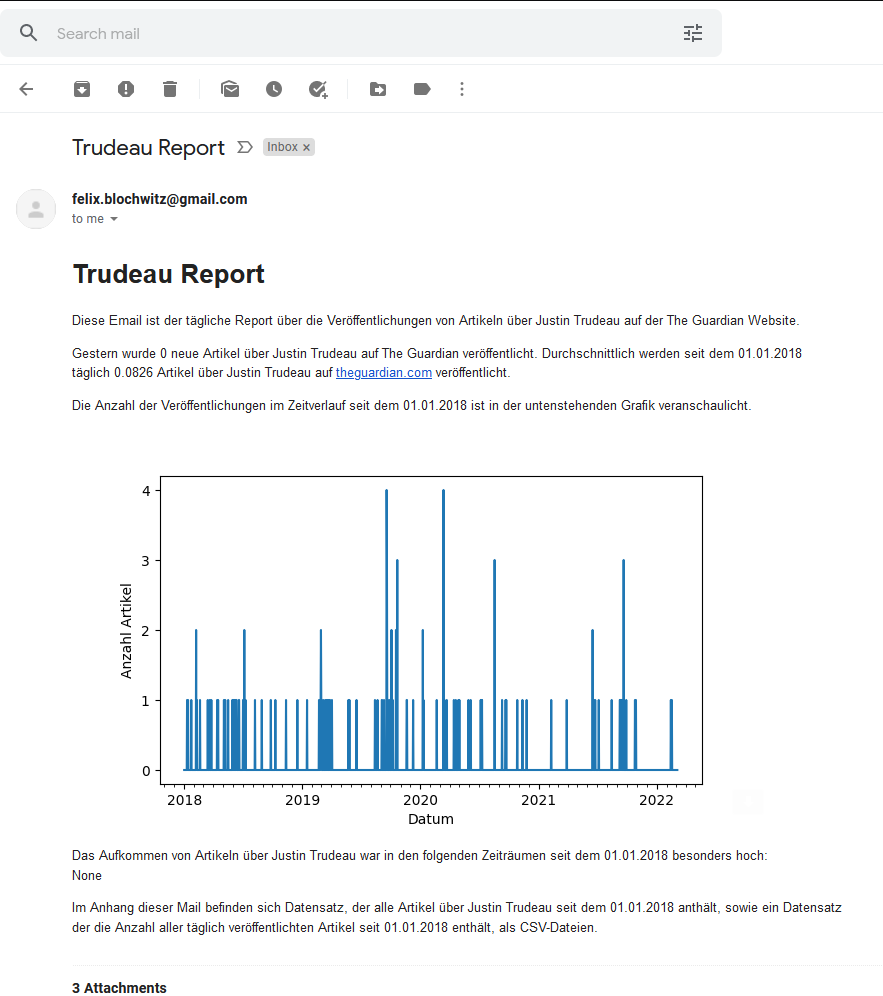 Search mail
Trudeau Report
Inbox ×
felix.blochwitz@gmail.com
to me
Trudeau Report
Diese Email ist der tägliche Report über die Veröffentlichungen von Artikeln über Justin Trudeau auf der The Guardian Website.
Gestern wurde 0 neue Artikel über Justin Trudeau auf The Guardian veröffentlicht. Durchschnittlich werden seit dem 01.01.2018
täglich 0.0826 Artikel über Justin Trudeau auf theguardian.com veröffentlicht.
Die Anzahl der Veröffentlichungen im Zeitverlauf seit dem 01.01.2018 ist in der untenstehenden Grafik veranschaulicht.
4
3
2
1
0
Anzahl Artikel
2018 2019 2020 2021 2022
Datum
Das Aufkommen von Artikeln über Justin Trudeau war in den folgenden Zeiträumen seit dem 01.01.2018 besonders hoch:
None
Im Anhang dieser Mail befinden sich Datensatz, der alle Artikel über Justin Trudeau seit dem 01.01.2018 anthält, sowie ein Datensatz
der die Anzahl aller täglich veröffentlichten Artikel seit 01.01.2018 enthält, als CSV-Dateien.
3 Attachments